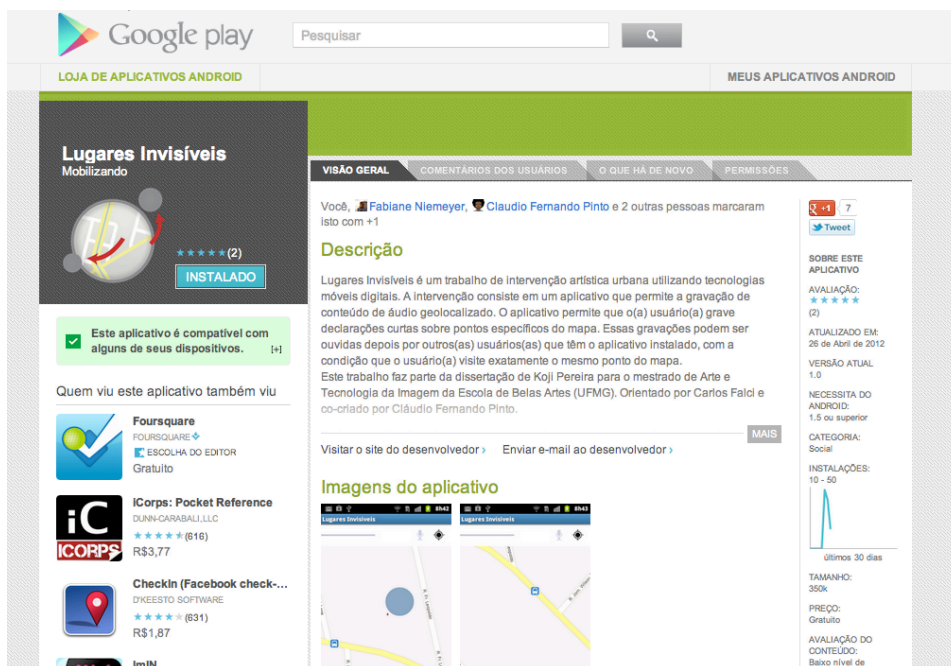 Google play
Pesquisar
LOJA DE APLICATIVOS ANDROID
MEUS APLICATIVOS ANDROID
Lugares Invisíveis
Mobilizando
(2)
INSTALADO
Este aplicativo é compatível com
alguns de seus dispositivos. [+]
Quem viu este aplicativo também viu
Foursquare
FOURSQUARE
ESCOLHA DO EDITOR
Gratuito
iC
ICORPS
iCorps: Pocket Reference
DUNN-CARABALI,LLC
(616)
R$3,77
CheckIn (Facebook check-...
D'KEESTO SOFTWARE
(631)
R$1,87
ImIN
VISÃO GERAL
COMENTÁRIOS DOS USUÁRIOS
O QUE HÁ DE NOVO
PERMISSÕES
Você, Fabiane Niemeyer, Claudio Fernando Pinto e 2 outras pessoas marcaram
isto com +1
Descrição
Lugares Invisíveis é um trabalho de intervenção artística urbana utilizando tecnologias
móveis digitais. A intervenção consiste em um aplicativo que permite a gravação de
conteúdo de áudio geolocalizado. O aplicativo permite que o(a) usuário(a) grave
declarações curtas sobre pontos específicos do mapa. Essas gravações podem ser
ouvidas depois por outros(as) usuários(as) que têm o aplicativo instalado, com a
condição que o usuário(a) visite exatamente o mesmo ponto do mapa.
Este trabalho faz parte da dissertação de Koji Pereira para o mestrado de Arte e
Tecnologia da Imagem da Escola de Belas Artes (UFMG). Orientado por Carlos Falci e
co-criado por Cláudio Fernando Pinto.
MAIS
Visitar o site do desenvolvedor › Enviar e-mail ao desenvolvedor ›
Imagens do aplicativo
8h42
Lugares Invisíveis
8h43
Lugares Invisíveis
+1 7
Tweet
SOBRE ESTE
APLICATIVO
AVALIAÇÃO:
(2)
ATUALIZADO EM:
26 de Abril de 2012
VERSÃO ATUAL
1.0
NECESSITA DO
ANDROID:
1.5 ou superior
CATEGORIA:
Social
INSTALAÇÕES:
10 - 50
últimos 30 dias
TAMANHO:
350k
PREÇO:
Gratuito
AVALIAÇÃO DO
CONTEÚDO:
Baixo nível de